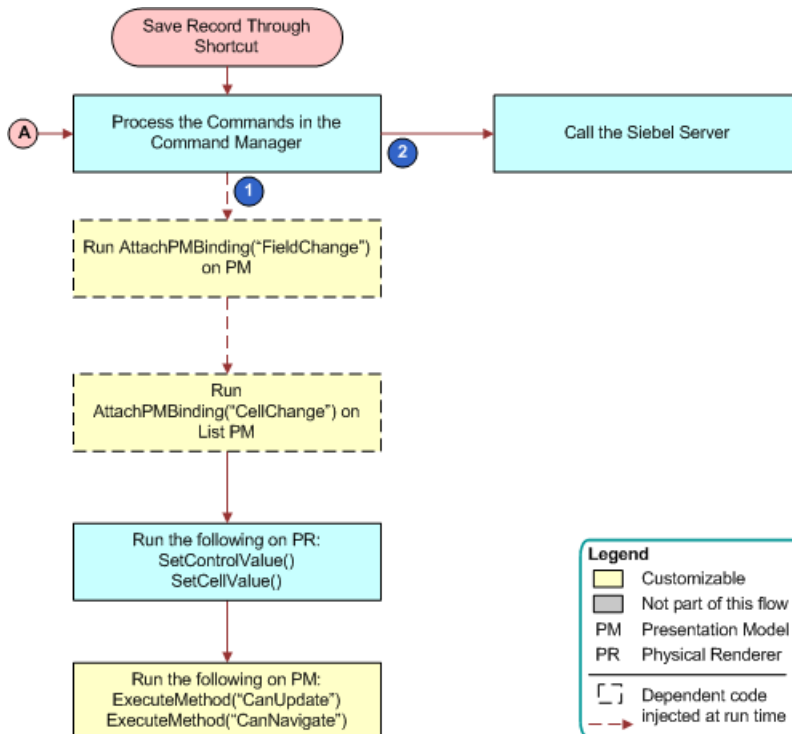 Save Record Through
Shortcut
A
Process the Commands in the
Command Manager
2
Call the Siebel Server
1
Run AttachPMBinding("FieldChange")
on PM
Run
AttachPMBinding("CellChange") on
List PM
Run the following on PR:
SetControlValue()
SetCellValue()
Run the following on PM:
ExecuteMethod("CanUpdate")
ExecuteMethod("CanNavigate")
Legend
Customizable
Not part of this flow
PM Presentation Model
PR Physical Renderer
Dependent code
injected at run time